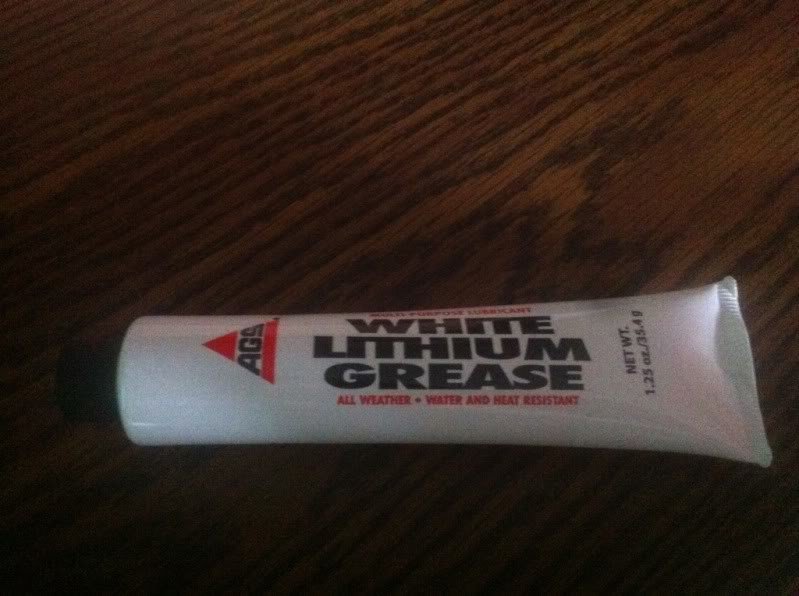 AGS
MULTI-PURPOSE LUBRICANT
WHITE
LITHIUM
GREASE
ALL WEATHER • WATER AND HEAT RESISTANT
NET WT.
1.25 oz./35.4g